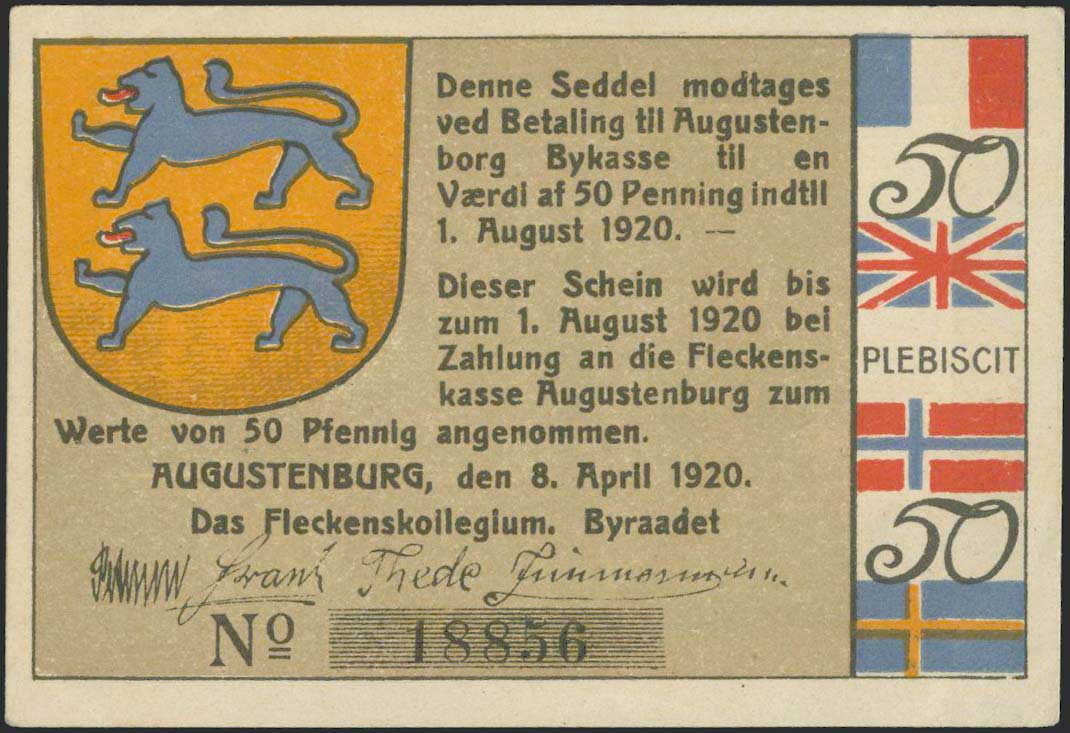 Denne Seddel modtages
ved Betaling til Augusten-
borg Bykasse til en
Værdi af 50 Penning indtil
1. August 1920. —
Dieser Schein wird bis
zum 1. August 1920 bei
Zahlung an die Fleckens-
kasse Augustenburg zum
Werte von 50 Pfennig angenommen.
AUGUSTENBURG, den 8. April 1920.
Das Fleckenskollegium. Byraadet
Frank Thede Zimmermann
Nº 18856
50
PLEBISCIT
50